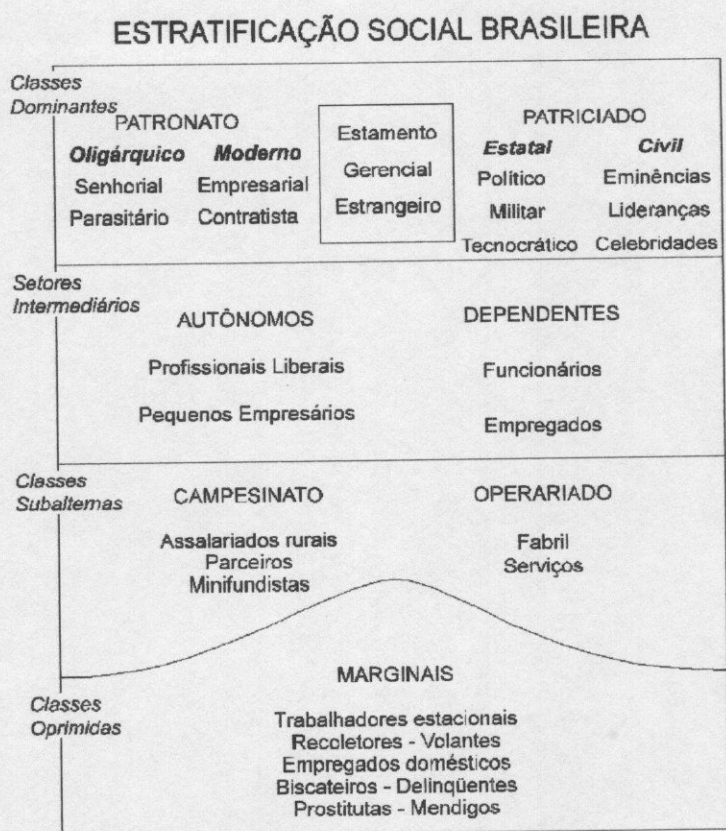 ESTRATIFICAÇÃO SOCIAL BRASILEIRA
Classes
Dominantes
PATRONATO
Oligárquico Moderno
Senhorial Empresarial
Parasitário Contratista
Estamento
Gerencial
Estrangeiro
PATRICIADO
Estatal Civil
Político Eminências
Militar Lideranças
Tecnocrático Celebridades
Setores
Intermediários
AUTÔNOMOS
Profissionais Liberais
Pequenos Empresários
DEPENDENTES
Funcionários
Empregados
Classes
Subalternas
CAMPESINATO
Assalariados rurais
Parceiros
Minifundistas
OPERARIADO
Fabril
Serviços
Classes
Oprimidas
MARGINAIS
Trabalhadores estacionais
Recoletores - Volantes
Empregados domésticos
Biscateiros - Delinqüentes
Prostitutas - Mendigos